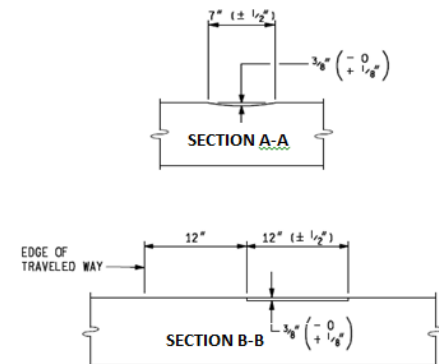 7" (± 1/2")
3/8" (- 0
+ 1/8")
SECTION A-A
12"
12" (± 1/2")
EDGE OF
TRAVELED WAY
3/8" (- 0
+ 1/8")
SECTION B-B